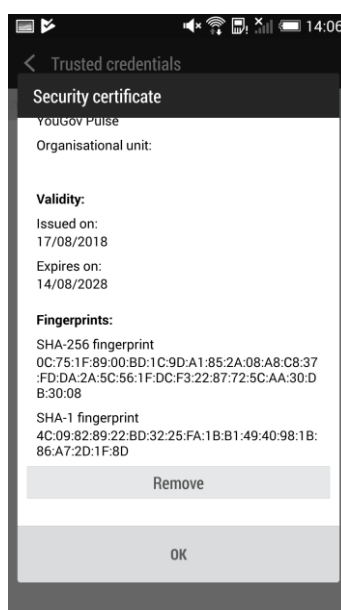 14:06
Trusted credentials
Security certificate
YouGov Pulse
Organisational unit:
Validity:
Issued on:
17/08/2018
Expires on:
14/08/2028
Fingerprints:
SHA-256 fingerprint
0C:75:1F:89:00:BD:1C:9D:A1:85:2A:08:A8:C8:37
:FD:DA:2A:5C:56:1F:DC:F3:22:87:72:5C:AA:30:D
B:30:08
SHA-1 fingerprint
4C:09:82:89:22:BD:32:25:FA:1B:B1:49:40:98:1B:
86:A7:2D:1F:8D
Remove
OK